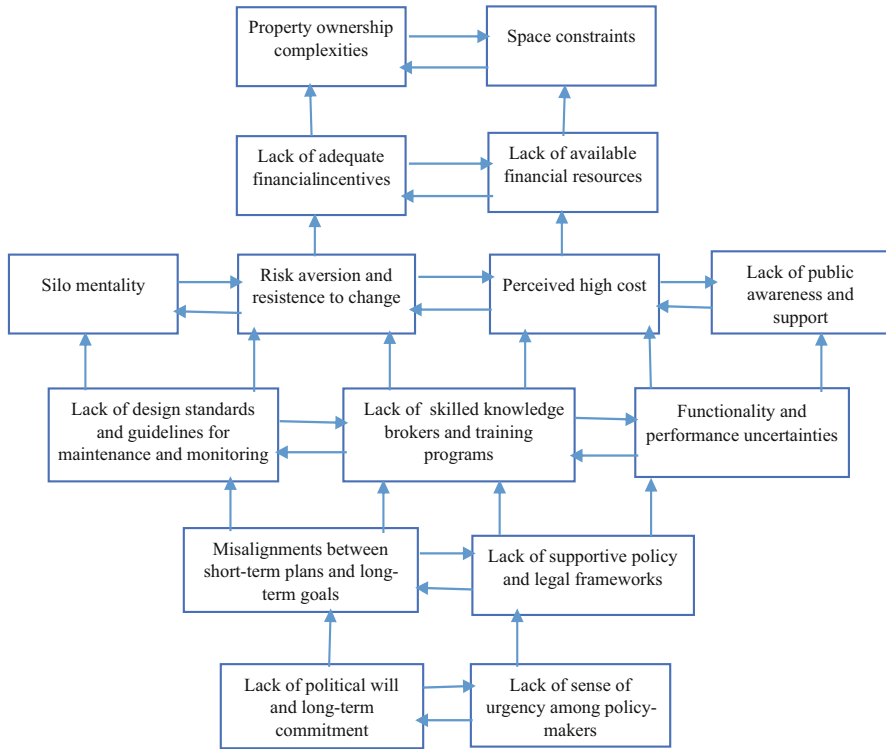 Property ownership
complexities
Space constraints
Lack of adequate
financialincentives
Lack of available
financial resources
Silo mentality
Risk aversion and
resistence to change
Perceived high cost
Lack of public
awareness and
support
Lack of design standards
and guidelines for
maintenance and monitoring
Lack of skilled knowledge
brokers and training
programs
Functionality and
performance uncertainties
Misalignments between
short-term plans and long-
term goals
Lack of supportive policy
and legal frameworks
Lack of political will
and long-term
commitment
Lack of sense of
urgency among policy-
makers